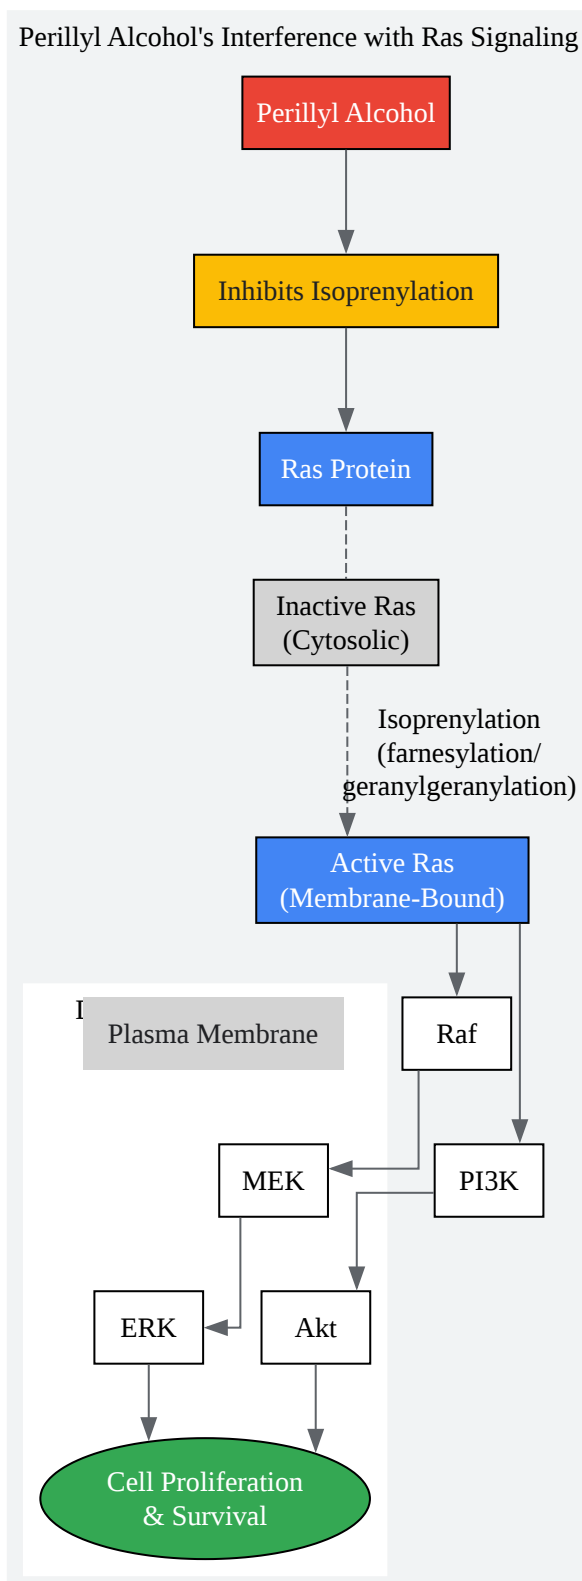 Perillyl Alcohol's Interference with Ras Signaling
Perillyl Alcohol
Inhibits Isoprenylation
Ras Protein
Inactive Ras
(Cytosolic)
Isoprenylation
(farnesylation/
geranylgeranylation)
Active Ras
(Membrane-Bound)
Plasma Membrane
Raf
MEK
PI3K
ERK
Akt
Cell Proliferation
& Survival